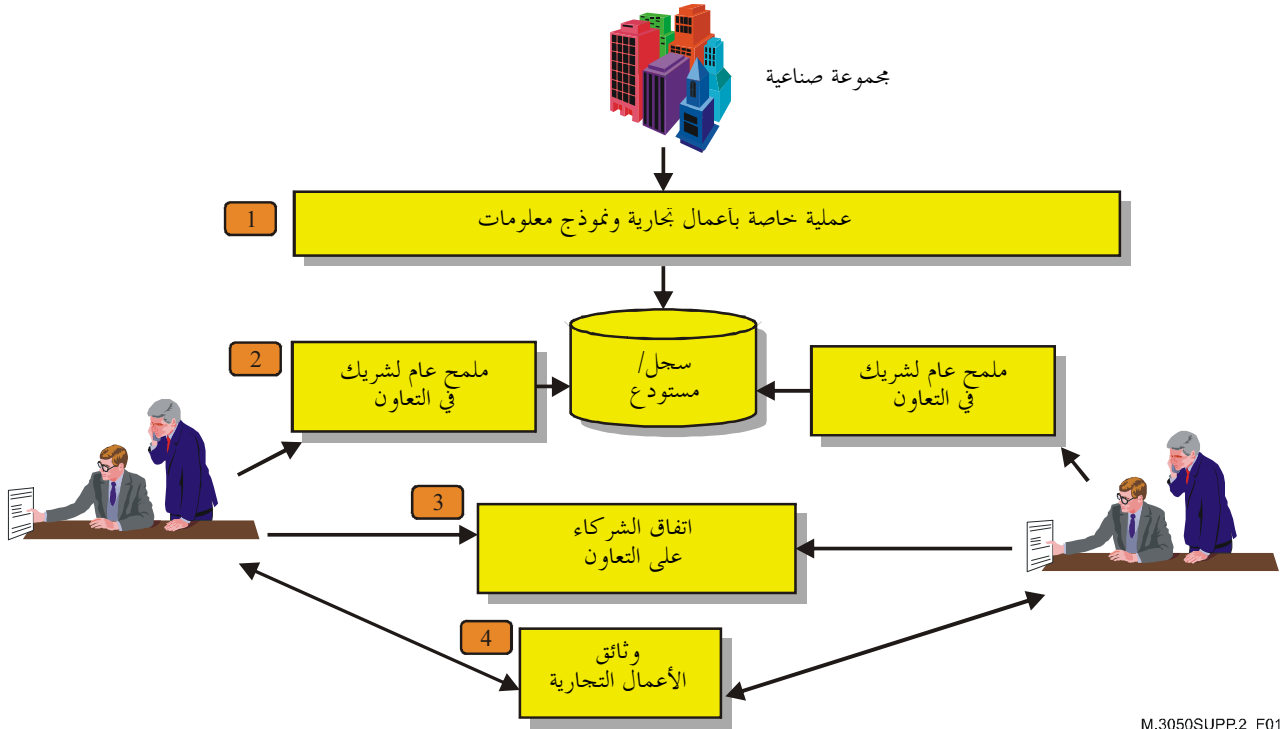 مجموعة صناعية
1
عملية خاصة بأعمال تجارية ونموذج معلومات
2
ملمح عام لشريك
في التعاون
سجل/
مستودع
ملمح عام لشريك
في التعاون
3
اتفاق الشركاء
على التعاون
4
وثائق
الأعمال التجارية
M.3050SUPP.2_F01